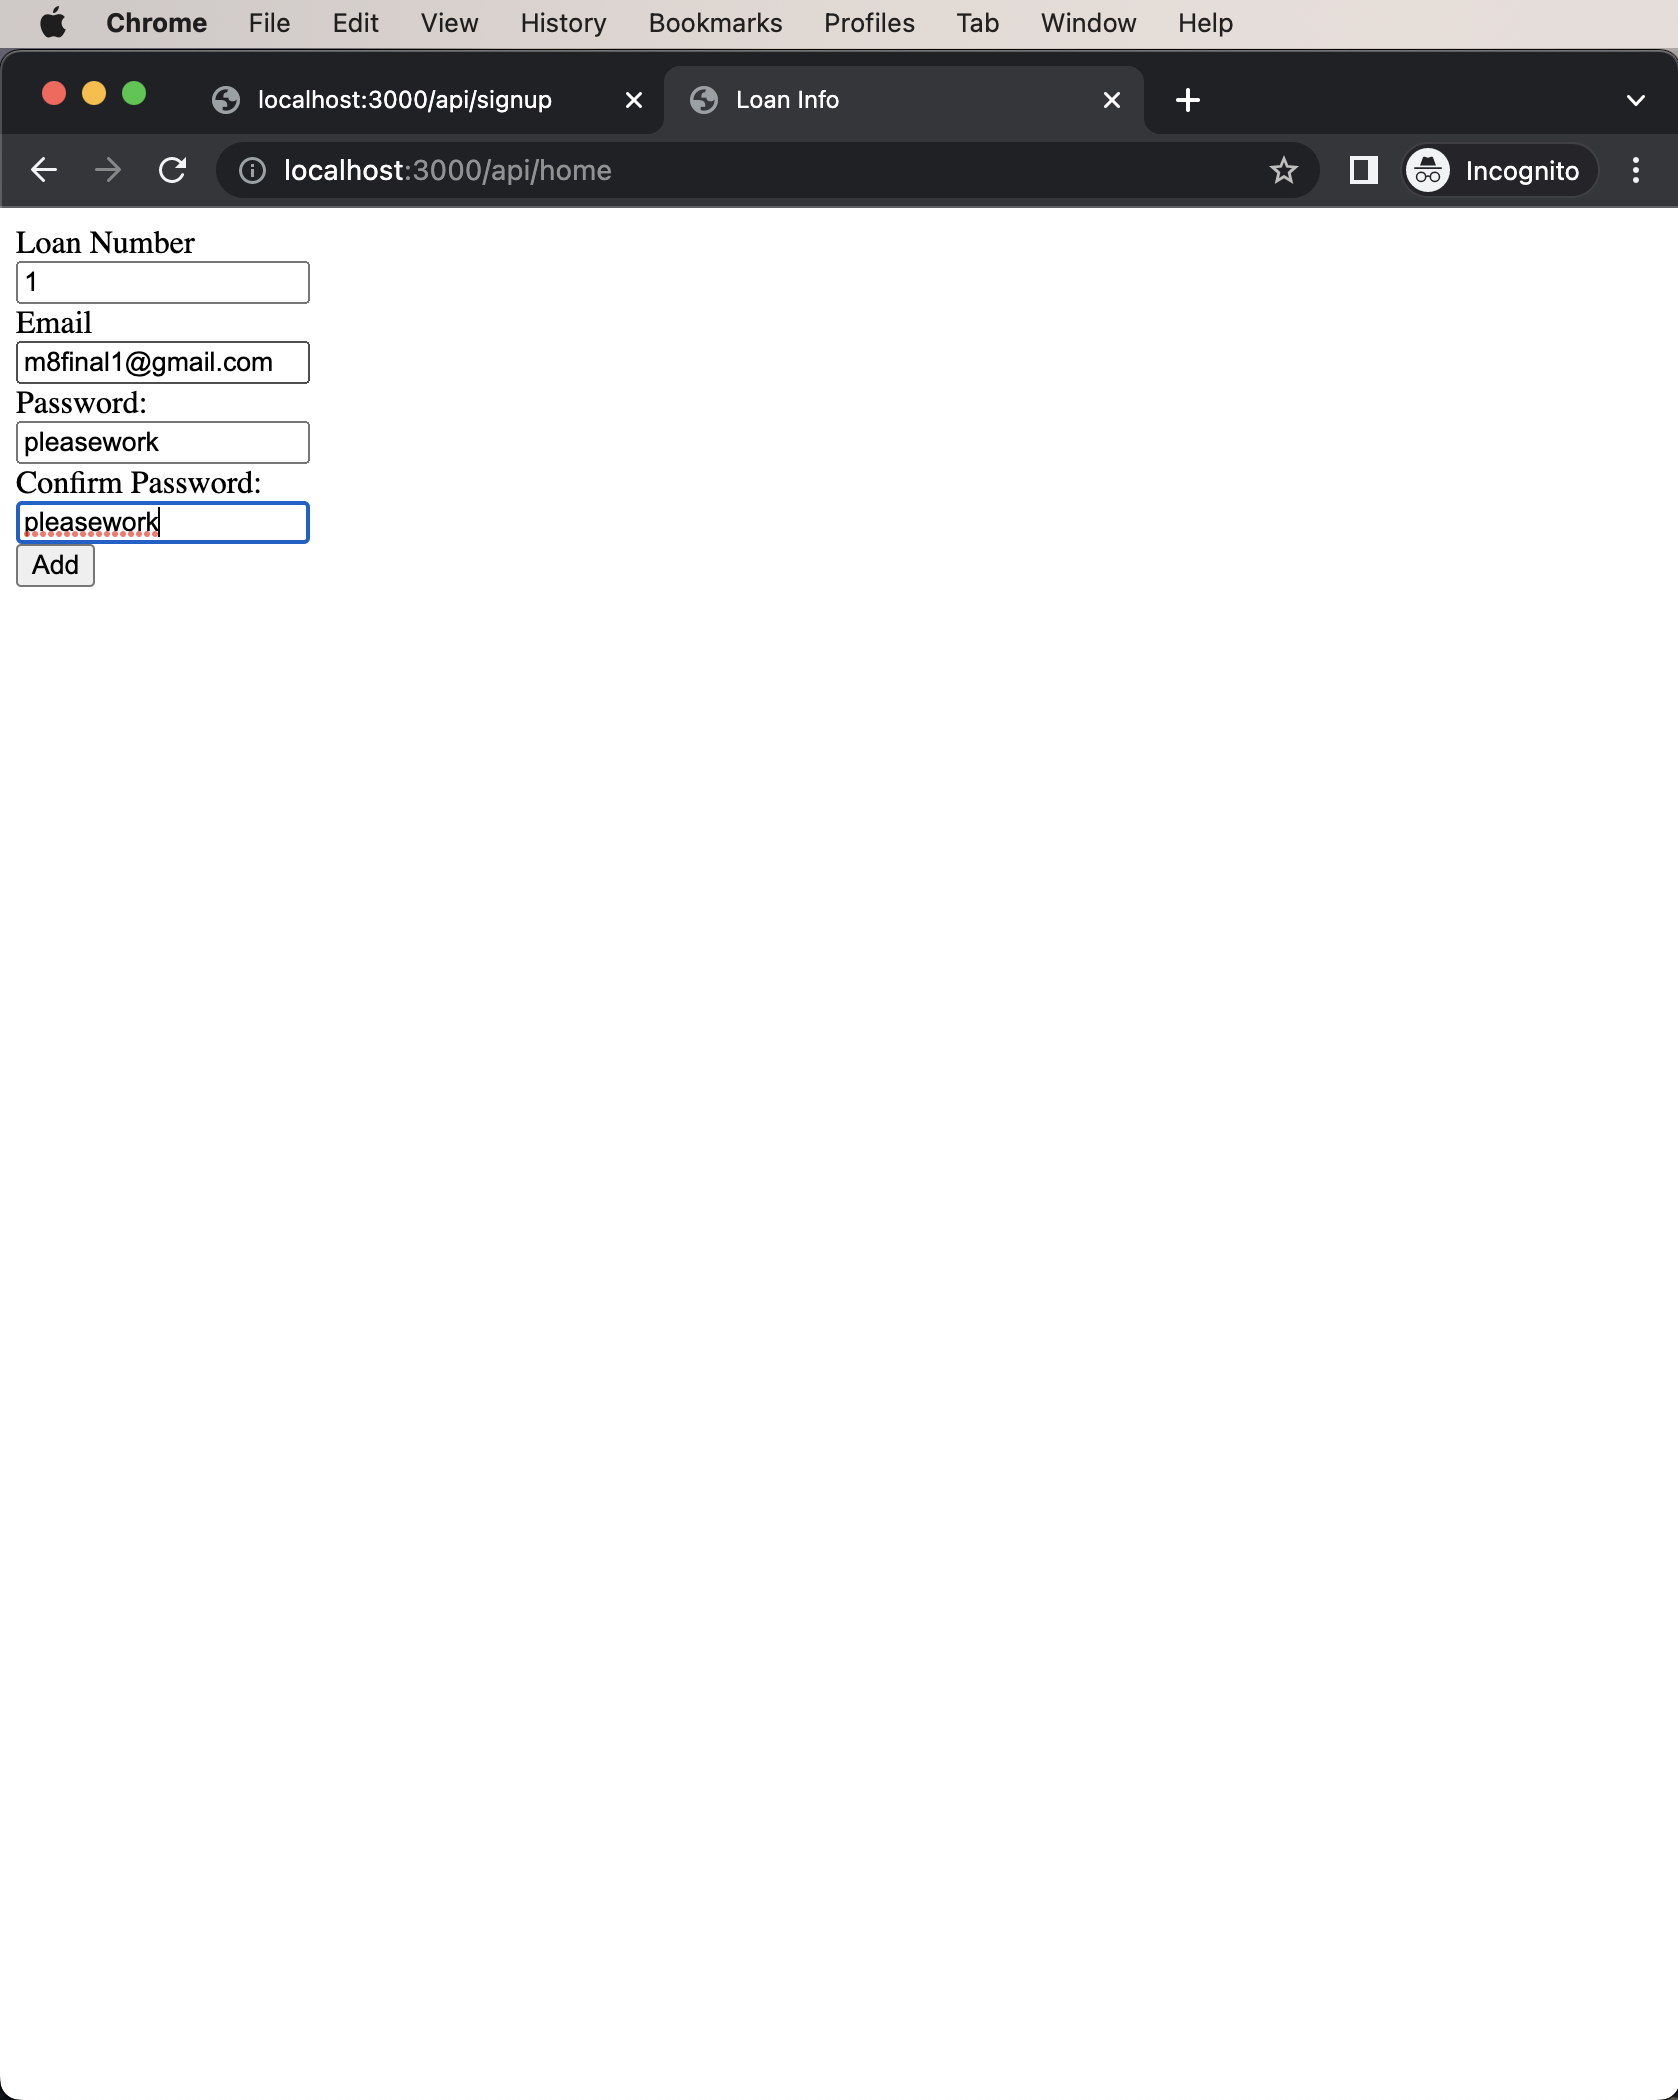 Chrome File Edit View History Bookmarks Profiles Tab Window Help
localhost:3000/api/signup Loan Info
localhost:3000/api/home Incognito
Loan Number
1
Email
m8final1@gmail.com
Password:
pleasework
Confirm Password:
pleasework
Add